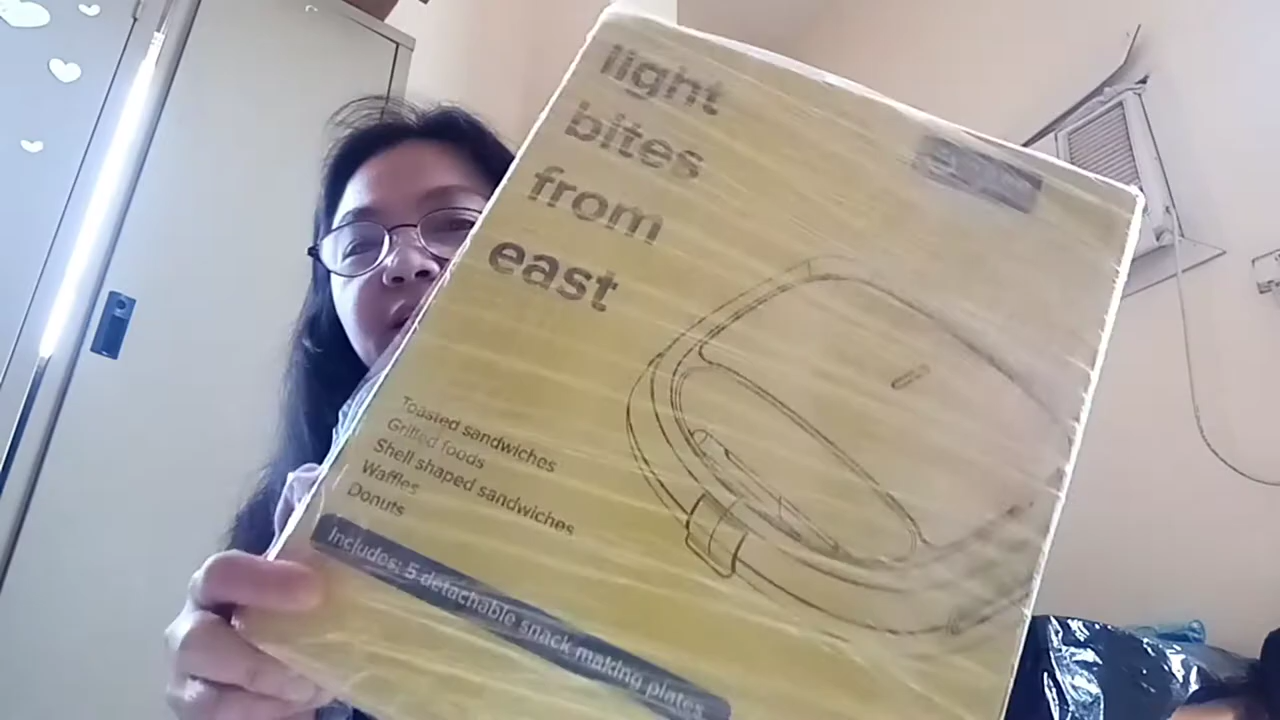 light
bites
from
east
Toasted sandwiches
Grilled foods
Shell shaped sandwiches
Waffles
Donuts
Includes: 5 detachable snack making plates